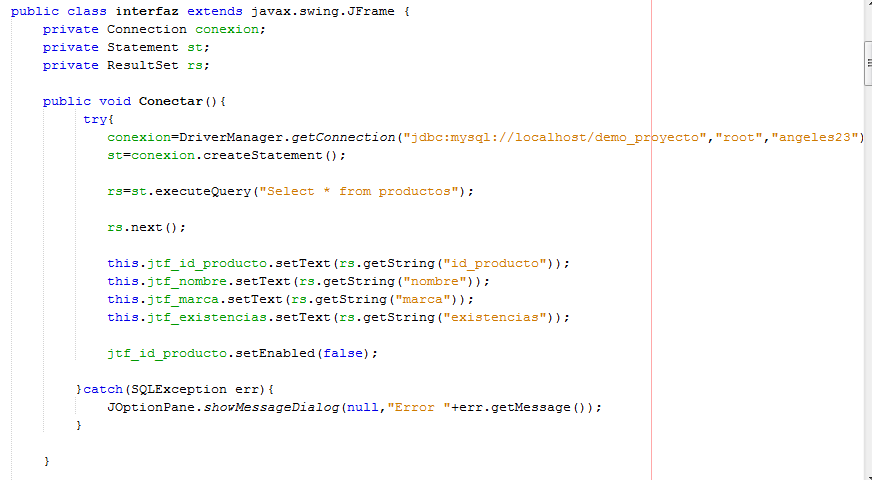 public class interfaz extends javax.swing.JFrame {
    private Connection conexion;
    private Statement st;
    private ResultSet rs;
    public void Conectar(){
         try{
            conexion=DriverManager.getConnection("jdbc:mysql://localhost/demo_proyecto","root","angeles23")
            st=conexion.createStatement();
            rs=st.executeQuery("Select * from productos");
            rs.next();
            this.jtf_id_producto.setText(rs.getString("id_producto"));
            this.jtf_nombre.setText(rs.getString("nombre"));
            this.jtf_marca.setText(rs.getString("marca"));
            this.jtf_existencias.setText(rs.getString("existencias"));
            jtf_id_producto.setEnabled(false);
        }catch(SQLException err){
            JOptionPane.showMessageDialog(null,"Error "+err.getMessage());
        }
    }